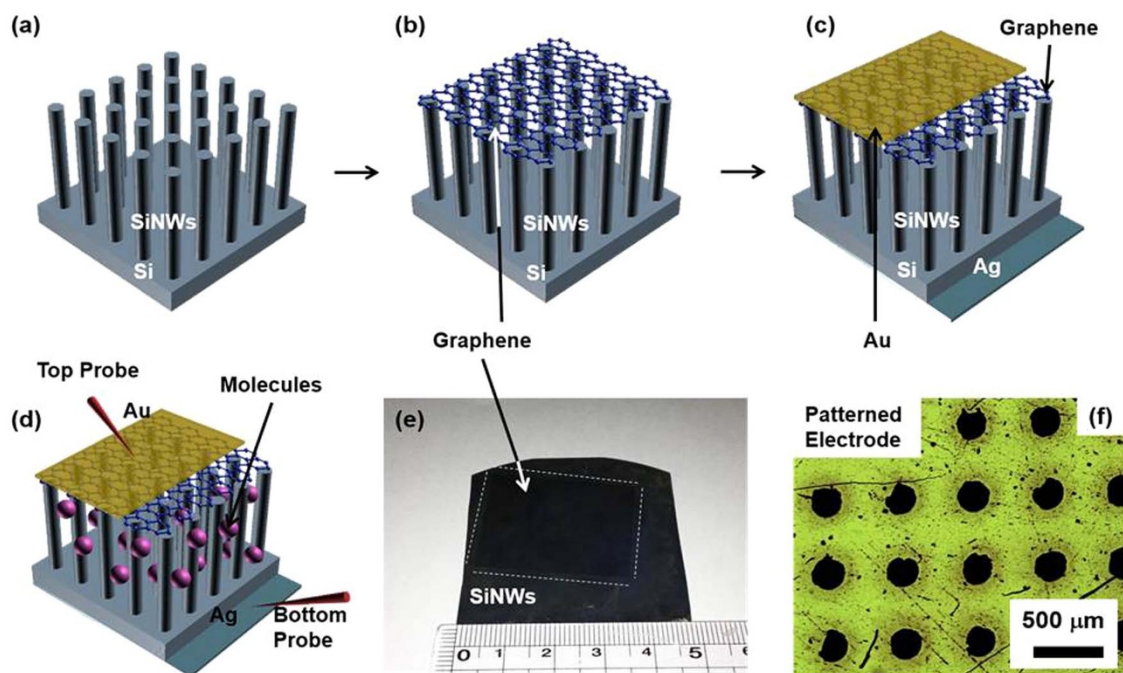 (a)
SiNWs
Si
(b)
SiNWs
Si
Graphene
(c)
Graphene
SiNWs
Si
Ag
Au
(d)
Top Probe
Au
Molecules
Ag
Bottom
Probe
(e)
SiNWs
0 1 2 3 4 5 6
(f)
Patterned
Electrode
500 μm